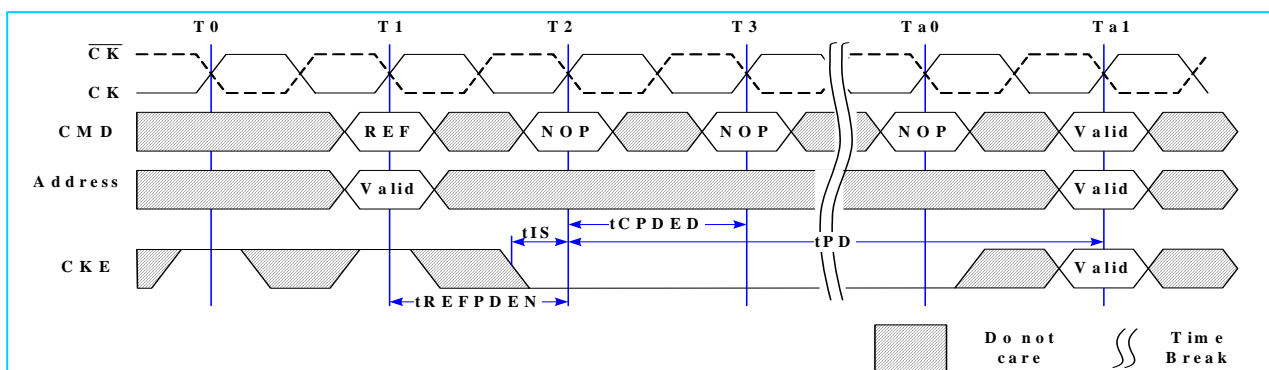 T0 T1 T2 T3 Ta0 Ta1
CK
CK
CMD REF NOP NOP NOP Valid
Address Valid Valid
tIS tCPDED
tPD
CKE Valid
tREFPDEN
Do not care
Time Break